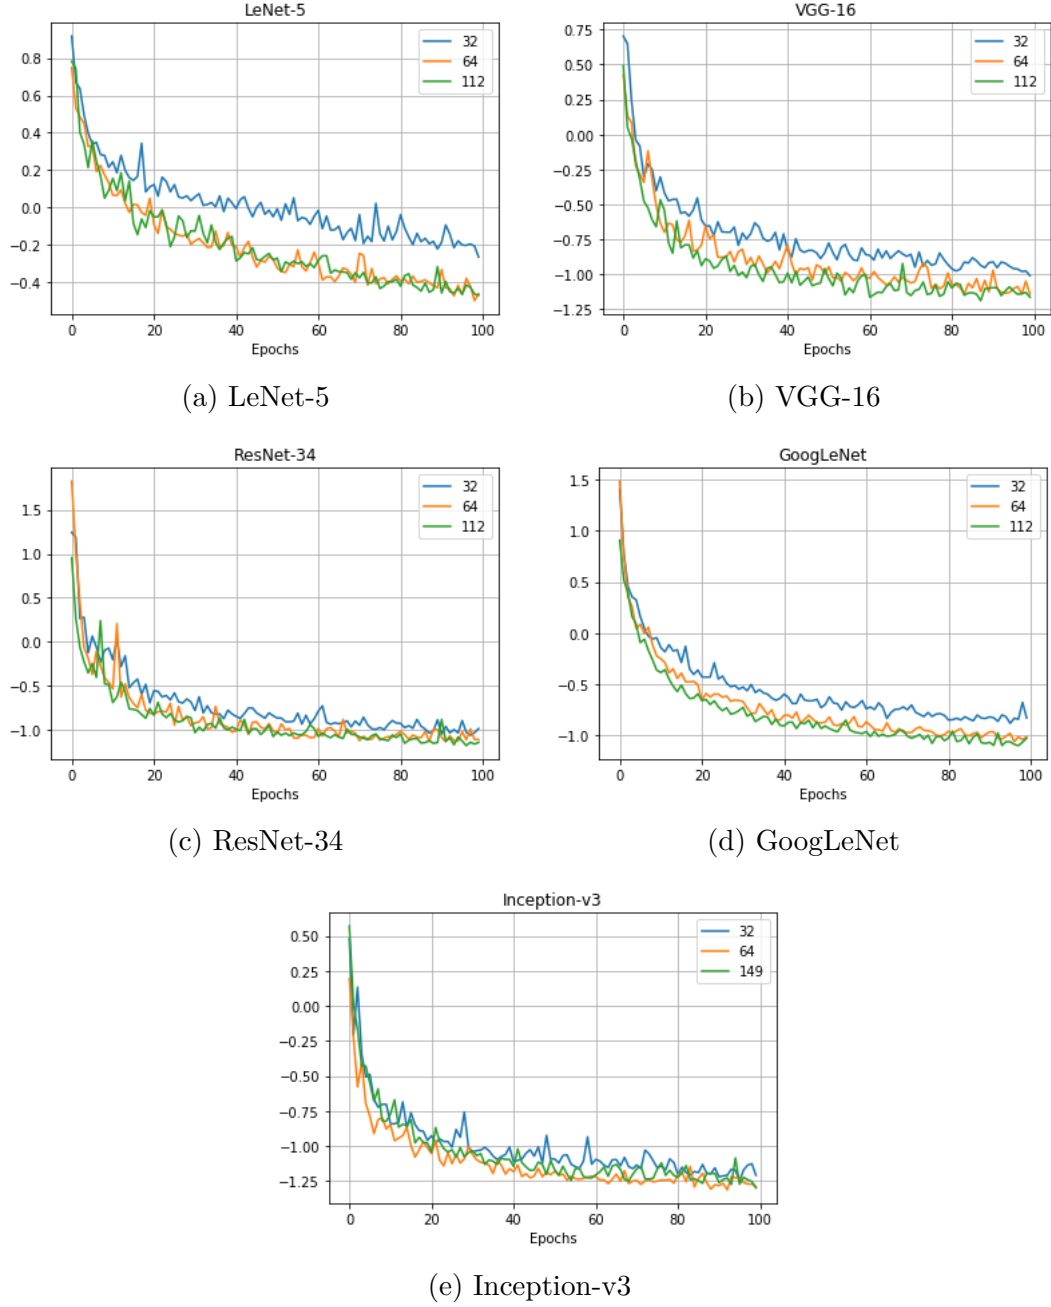 LeNet-5
32
64
112
0.8
0.6
0.4
0.2
0.0
−0.2
−0.4
0 20 40 60 80 100
Epochs
(a) LeNet-5
VGG-16
32
64
112
0.75
0.50
0.25
0.00
−0.25
−0.50
−0.75
−1.00
−1.25
0 20 40 60 80 100
Epochs
(b) VGG-16
ResNet-34
32
64
112
1.5
1.0
0.5
0.0
−0.5
−1.0
0 20 40 60 80 100
Epochs
(c) ResNet-34
GoogLeNet
32
64
112
1.5
1.0
0.5
0.0
−0.5
−1.0
0 20 40 60 80 100
Epochs
(d) GoogLeNet
Inception-v3
32
64
149
0.50
0.25
0.00
−0.25
−0.50
−0.75
−1.00
−1.25
0 20 40 60 80 100
Epochs
(e) Inception-v3